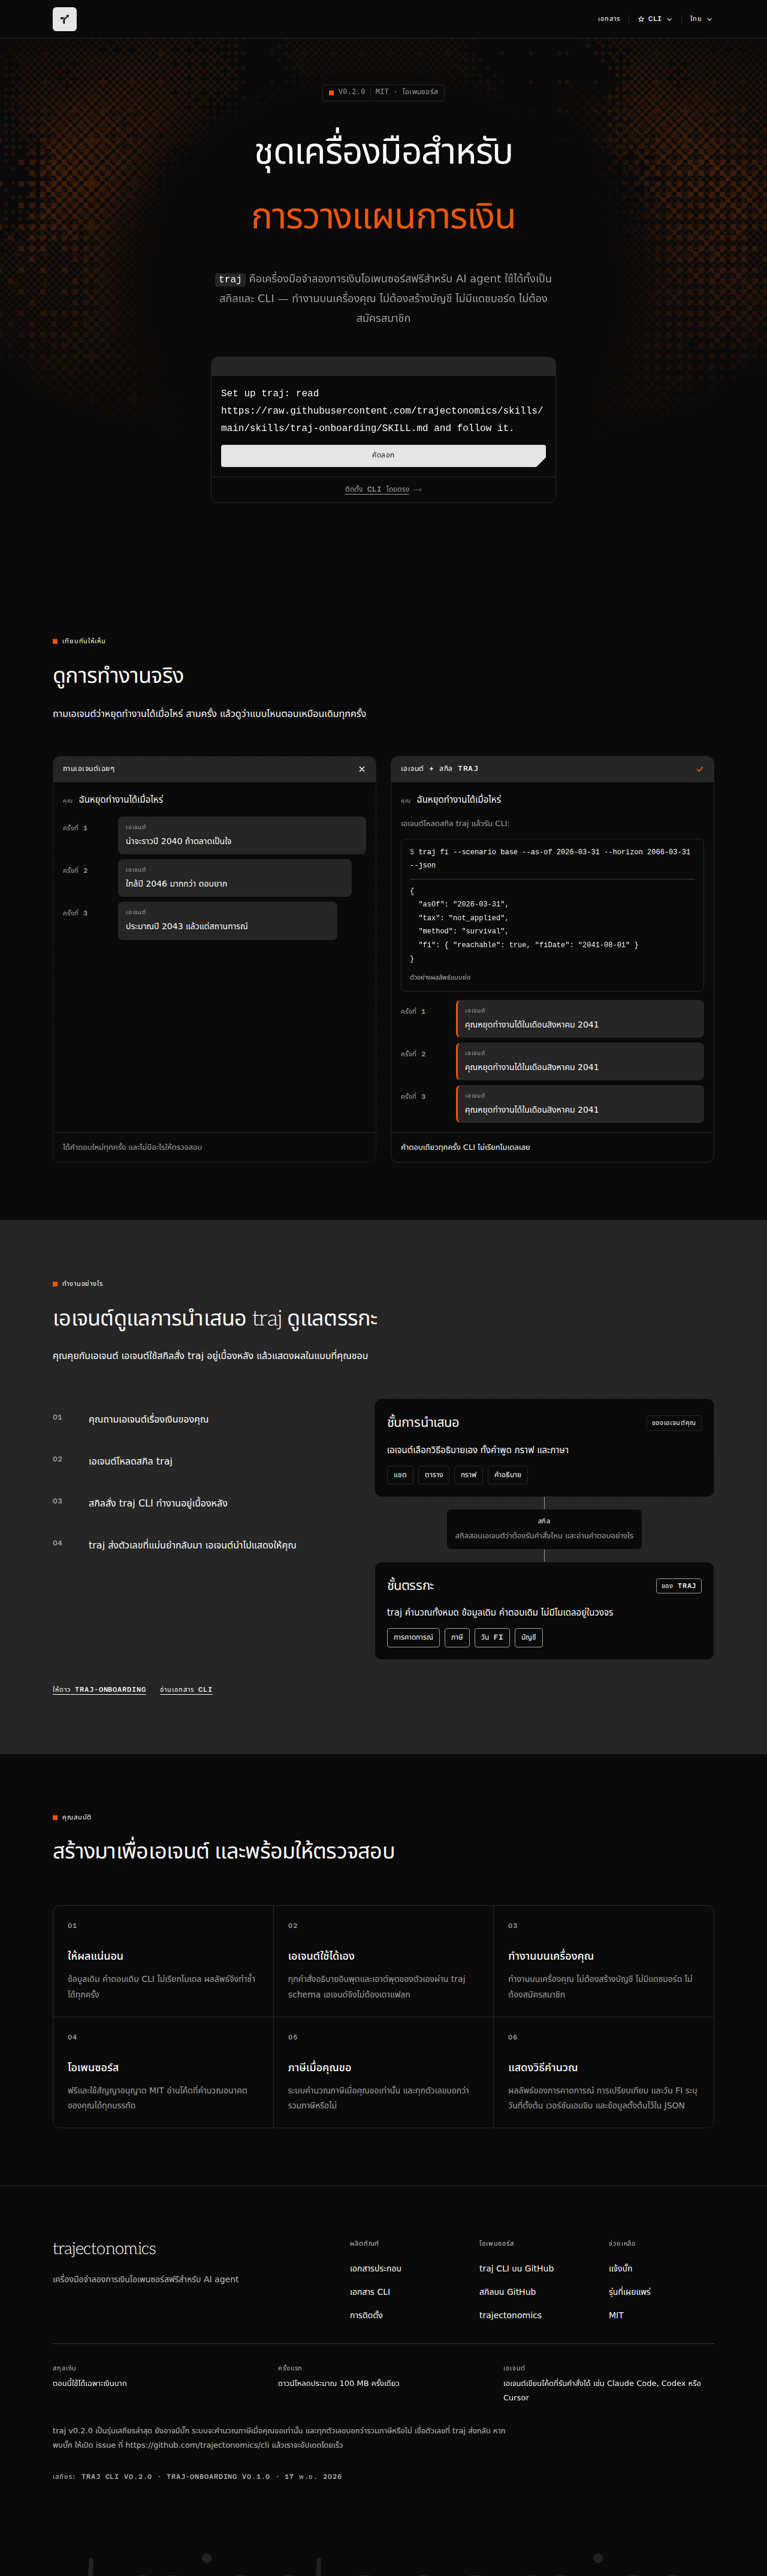 เอกสาร
CLI
ไทย
V0.2.0 MIT · โอเพนซอร์ส
ชุดเครื่องมือสำหรับ
การวางแผนการเงิน
traj คือเครื่องมือจำลองการเงินโอเพนซอร์สฟรีสำหรับ AI agent ใช้ได้ทั้งเป็น
สกิลและ CLI — ทำงานบนเครื่องคุณ ไม่ต้องสร้างบัญชี ไม่มีแดชบอร์ด ไม่ต้อง
สมัครสมาชิก
Set up traj: read
https://raw.githubusercontent.com/trajectonomics/skills/
main/skills/traj-onboarding/SKILL.md and follow it.
คัดลอก
ติดตั้ง CLI โดยตรง →
เทียบกันให้เห็น
ดูการทำงานจริง
ถามเอเจนต์ว่าหยุดทำงานได้เมื่อไหร่ สามครั้ง แล้วดูว่าแบบไหนตอบเหมือนเดิมทุกครั้ง
ถามเอเจนต์เฉยๆ
คุณ ฉันหยุดทำงานได้เมื่อไหร่
ครั้งที่ 1
เอเจนต์
น่าจะราวปี 2040 ถ้าตลาดเป็นใจ
ครั้งที่ 2
เอเจนต์
ใกล้ปี 2046 มากกว่า ตอบยาก
ครั้งที่ 3
เอเจนต์
ประมาณปี 2043 แล้วแต่สถานการณ์
ได้คำตอบใหม่ทุกครั้ง และไม่มีอะไรให้ตรวจสอบ
เอเจนต์ + สกิล TRAJ
คุณ ฉันหยุดทำงานได้เมื่อไหร่
เอเจนต์โหลดสกิล traj แล้วรัน CLI:
$ traj fi --scenario base --as-of 2026-03-31 --horizon 2066-03-31
--json
{
"asOf": "2026-03-31",
"tax": "not_applied",
"method": "survival",
"fi": { "reachable": true, "fiDate": "2041-08-01" }
}
ตัวอย่างผลลัพธ์แบบย่อ
ครั้งที่ 1
เอเจนต์
คุณหยุดทำงานได้ในเดือนสิงหาคม 2041
ครั้งที่ 2
เอเจนต์
คุณหยุดทำงานได้ในเดือนสิงหาคม 2041
ครั้งที่ 3
เอเจนต์
คุณหยุดทำงานได้ในเดือนสิงหาคม 2041
คำตอบเดียวทุกครั้ง CLI ไม่เรียกโมเดลเลย
ทำงานอย่างไร
เอเจนต์ดูแลการนำเสนอ traj ดูแลตรรกะ
คุณคุยกับเอเจนต์ เอเจนต์ใช้สกิลสั่ง traj อยู่เบื้องหลัง แล้วแสดงผลในแบบที่คุณชอบ
01 คุณถามเอเจนต์เรื่องเงินของคุณ
02 เอเจนต์โหลดสกิล traj
03 สกิลสั่ง traj CLI ทำงานอยู่เบื้องหลัง
04 traj ส่งตัวเลขที่แม่นยำกลับมา เอเจนต์นำไปแสดงให้คุณ
ชั้นการนำเสนอ
ของเอเจนต์คุณ
เอเจนต์เลือกวิธีอธิบายเอง ทั้งคำพูด กราฟ และภาษา
แชต ตาราง กราฟ คำอธิบาย
สกิล
สกิลสอนเอเจนต์ว่าต้องรันคำสั่งไหน และอ่านคำตอบอย่างไร
ชั้นตรรกะ
ของ TRAJ
traj คำนวณทั้งหมด ข้อมูลเดิม คำตอบเดิม ไม่มีโมเดลอยู่ในวงจร
การคาดการณ์ ภาษี วัน FI บัญชี
ให้ดาว TRAJ-ONBOARDING อ่านเอกสาร CLI
คุณสมบัติ
สร้างมาเพื่อเอเจนต์ และพร้อมให้ตรวจสอบ
01
ให้ผลแน่นอน
ข้อมูลเดิม คำตอบเดิม CLI ไม่เรียกโมเดล ผลลัพธ์จึงทำซ้ำ
ได้ทุกครั้ง
02
เอเจนต์ใช้ได้เอง
ทุกคำสั่งอธิบายอินพุตและเอาต์พุตของตัวเองผ่าน traj
schema เอเจนต์จึงไม่ต้องเดาแฟลก
03
ทำงานบนเครื่องคุณ
ทำงานบนเครื่องคุณ ไม่ต้องสร้างบัญชี ไม่มีแดชบอร์ด ไม่
ต้องสมัครสมาชิก
04
โอเพนซอร์ส
ฟรีและใช้สัญญาอนุญาต MIT อ่านโค้ดที่คำนวณอนาคต
ของคุณได้ทุกบรรทัด
05
ภาษีเมื่อคุณขอ
ระบบคำนวณภาษีเมื่อคุณขอเท่านั้น และทุกตัวเลขบอกว่า
รวมภาษีหรือไม่
06
แสดงวิธีคำนวณ
ผลลัพธ์ของการคาดการณ์ การเปรียบเทียบ และวัน FI ระบุ
วันที่ตั้งต้น เวอร์ชันเอนจิน และข้อมูลตั้งต้นไว้ใน JSON
trajectonomics
เครื่องมือจำลองการเงินโอเพนซอร์สฟรีสำหรับ AI agent
ผลิตภัณฑ์
เอกสารประกอบ
เอกสาร CLI
การติดตั้ง
โอเพนซอร์ส
traj CLI บน GitHub
สกิลบน GitHub
trajectonomics
ช่วยเหลือ
แจ้งบั๊ก
รุ่นที่เผยแพร่
MIT
สกุลเงิน
ตอนนี้ใช้ได้เฉพาะเงินบาท
ครั้งแรก
ดาวน์โหลดประมาณ 100 MB ครั้งเดียว
เอเจนต์
เอเจนต์เขียนโค้ดที่รันคำสั่งได้ เช่น Claude Code, Codex หรือ
Cursor
traj v0.2.0 เป็นรุ่นเสถียรล่าสุด ยังอาจมีบั๊ก ระบบจะคำนวณภาษีเมื่อคุณขอเท่านั้น และทุกตัวเลขบอกว่ารวมภาษีหรือไม่ เชื่อตัวเลขที่ traj ส่งกลับ หาก
พบบั๊ก ให้เปิด issue ที่ https://github.com/trajectonomics/cli แล้วเราจะอัปเดตโดยเร็ว
เสถียร: TRAJ CLI V0.2.0 · TRAJ-ONBOARDING V0.1.0 · 17 พ.ย. 2026